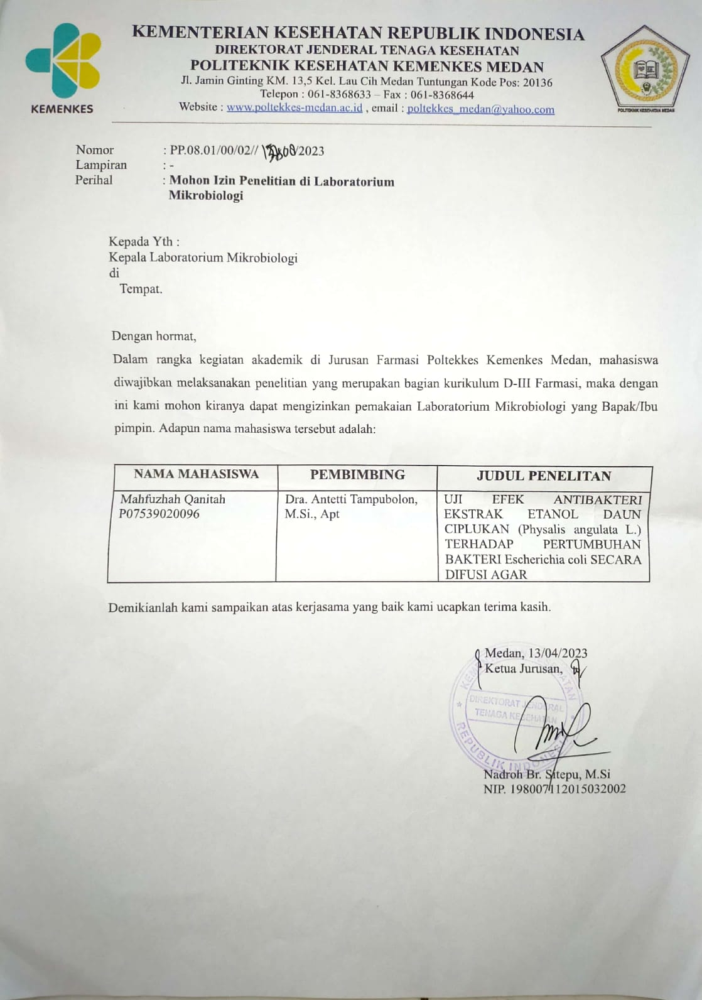 KEMENTERIAN KESEHATAN REPUBLIK INDONESIA
DIREKTORAT JENDERAL TENAGA KESEHATAN
POLITEKNIK KESEHATAN KEMENKES MEDAN
Jl. Jamin Ginting KM. 13,5 Kel. Lau Cih Medan Tuntungan Kode Pos: 20136
Telepon : 061-8368633 – Fax : 061-8368644
Website : www.poltekkes-medan.ac.id , email : poltekkes_medan@yahoo.com
KEMENKES
POLITEKNIK KESEHATAN MEDAN
Nomor : PP.08.01/00/02// /2023
Lampiran : -
Perihal : Mohon Izin Penelitian di Laboratorium
Mikrobiologi
Kepada Yth :
Kepala Laboratorium Mikrobiologi
di
Tempat.
Dengan hormat,
Dalam rangka kegiatan akademik di Jurusan Farmasi Poltekkes Kemenkes Medan, mahasiswa
diwajibkan melaksanakan penelitian yang merupakan bagian kurikulum D-III Farmasi, maka dengan
ini kami mohon kiranya dapat mengizinkan pemakaian Laboratorium Mikrobiologi yang Bapak/Ibu
pimpin. Adapun nama mahasiswa tersebut adalah:
NAMA MAHASISWA PEMBIMBING JUDUL PENELITAN
Mahfuzhah Qanitah
P07539020096
Dra. Antetti Tampubolon,
M.Si., Apt
UJI EFEK ANTIBAKTERI
EKSTRAK ETANOL DAUN
CIPLUKAN (Physalis angulata L.)
TERHADAP PERTUMBUHAN
BAKTERI Escherichia coli SECARA
DIFUSI AGAR
Demikianlah kami sampaikan atas kerjasama yang baik kami ucapkan terima kasih.
Medan, 13/04/2023
Ketua Jurusan,
DIREKTORAT JENDERAL
TENAGA KESEHATAN
REPUBLIK INDONESIA
Nadroh Br. Sitepu, M.Si
NIP. 198007112015032002